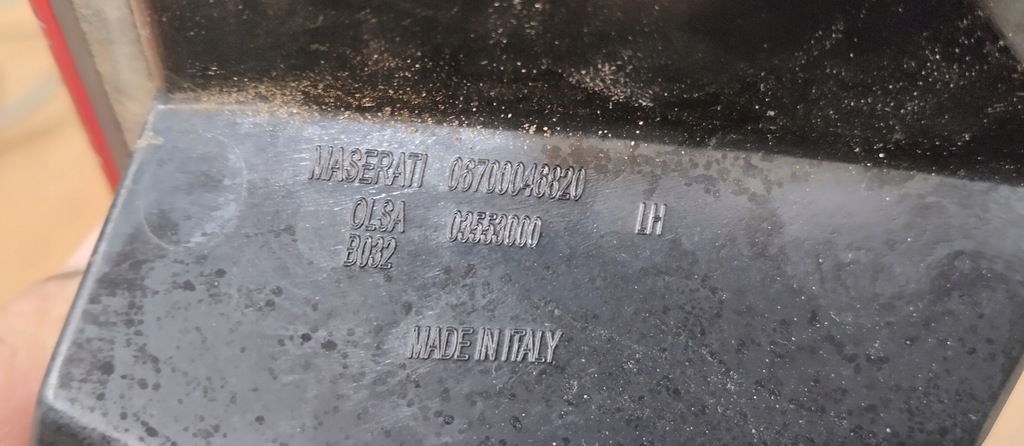 MASERATI 06700046820
OLSA 03553000 LH
B032
MADE IN ITALY